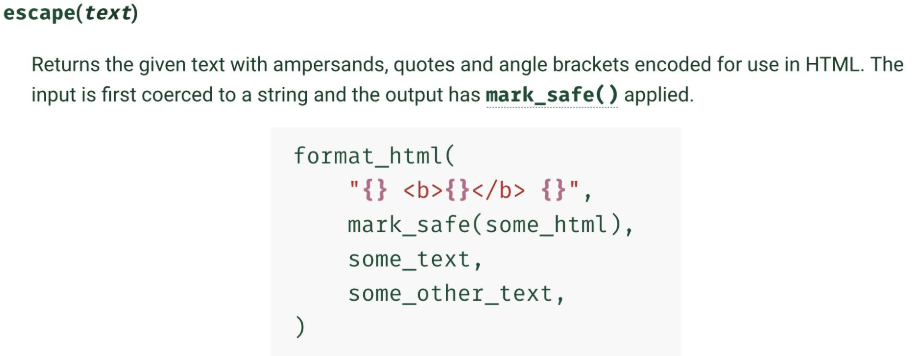 escape(text)
Returns the given text with ampersands, quotes and angle brackets encoded for use in HTML. The
input is first coerced to a string and the output has mark_safe() applied.
format_html(
    "{} <b>{}</b> {}",
    mark_safe(some_html),
    some_text,
    some_other_text,
)